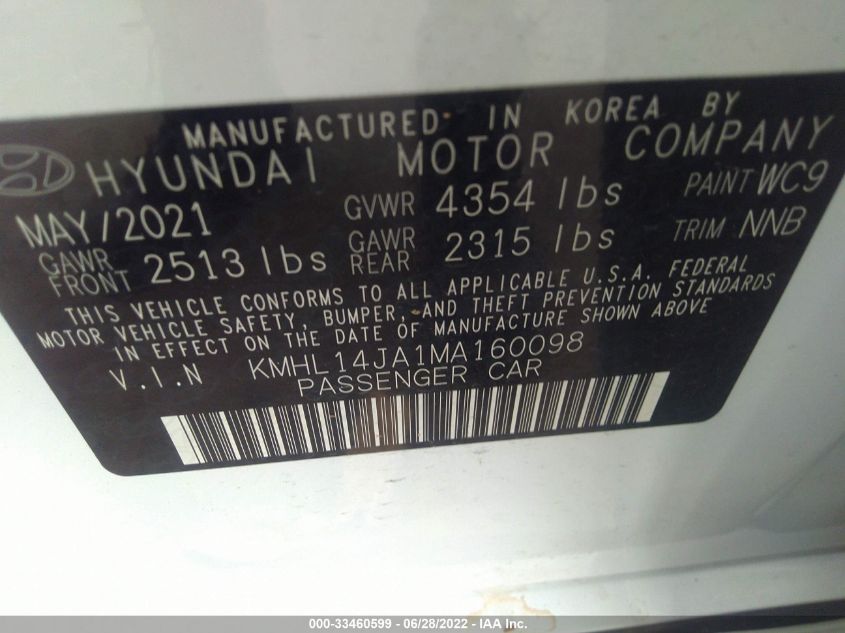 MANUFACTURED IN KOREA BY
HYUNDAI MOTOR COMPANY
MAY/2021 GVWR 4354 lbs PAINT WC9
GAWR FRONT 2513 lbs GAWR REAR 2315 lbs TRIM NNB
THIS VEHICLE CONFORMS TO ALL APPLICABLE U.S.A. FEDERAL
MOTOR VEHICLE SAFETY, BUMPER, AND THEFT PREVENTION STANDARDS
IN EFFECT ON THE DATE OF MANUFACTURE SHOWN ABOVE
V.I.N KMHL14JA1MA160098
PASSENGER CAR
000-33460599 - 06/28/2022 - IAA Inc.